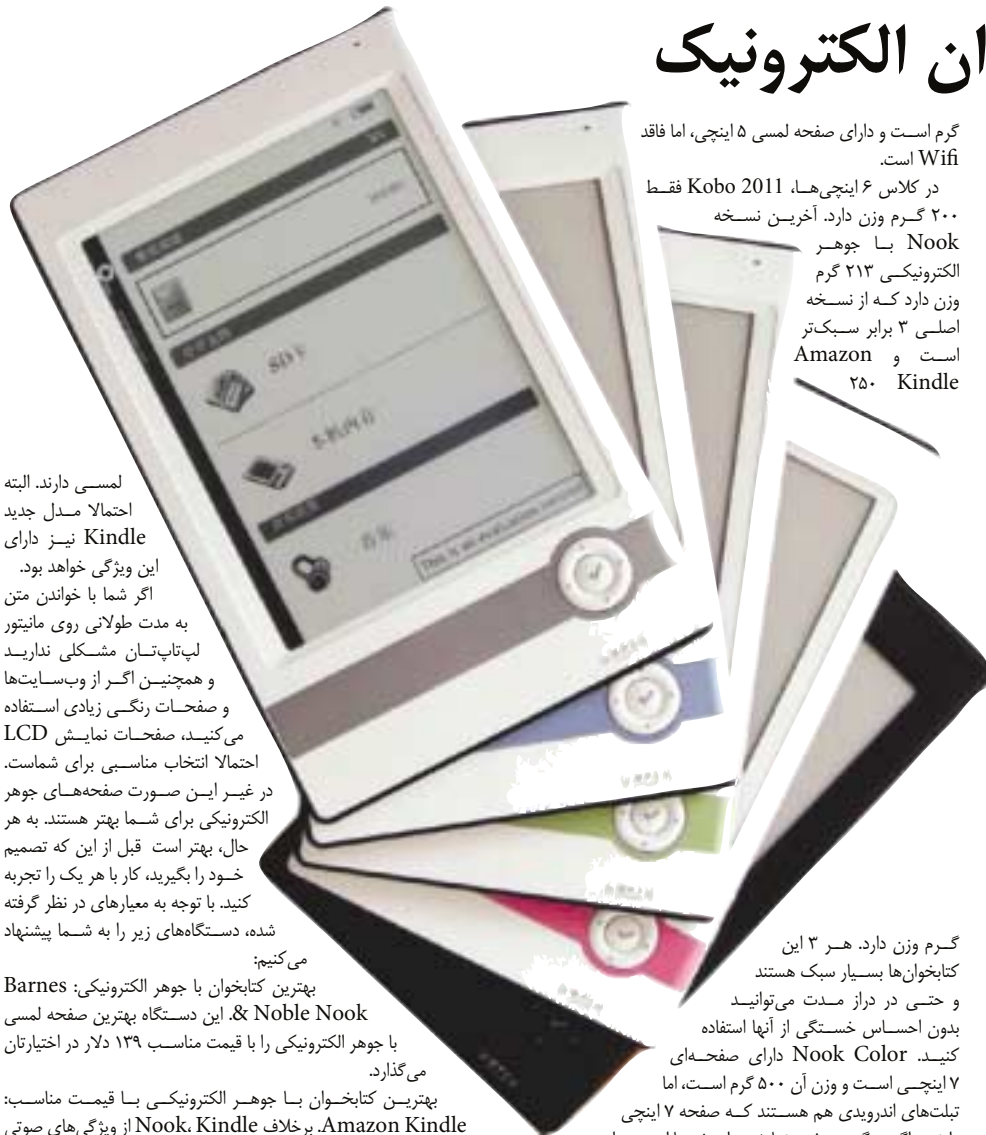 ان الکترونیک
گرم است و دارای صفحه لمسی ۵ اینچی، اما فاقد
Wifi است.
در کلاس ۶ اینچی‌ها، Kobo 2011 فقط
۲۰۰ گرم وزن دارد. آخرین نسخه
Nook با جوهر
الکترونیکی ۲۱۳ گرم
وزن دارد که از نسخه
اصلی ۳ برابر سبک‌تر
است و Amazon
Kindle ۲۵۰
گرم وزن دارد. هر ۳ این
کتابخوان‌ها بسیار سبک هستند
و حتی در دراز مدت می‌توانید
بدون احساس خستگی از آنها استفاده
کنید. Nook Color دارای صفحه‌ای
۷ اینچی است و وزن آن ۵۰۰ گرم است، اما
تبلت‌های اندرویدی هم هستند که صفحه ۷ اینچی
لمسی دارند. البته
احتمالا مدل جدید
Kindle نیز دارای
این ویژگی خواهد بود.
اگر شما با خواندن متن
به مدت طولانی روی مانیتور
لپ‌تاپ‌تان مشکلی ندارید
و همچنین اگر از وب‌سایت‌ها
و صفحات رنگی زیادی استفاده
می‌کنید، صفحات نمایش LCD
احتمالا انتخاب مناسبی برای شماست.
در غیر این صورت صفحه‌های جوهر
الکترونیکی برای شما بهتر هستند. به هر
حال، بهتر است قبل از این که تصمیم
خود را بگیرید، کار با هر یک را تجربه
کنید. با توجه به معیارهای در نظر گرفته
شده، دستگاه‌های زیر را به شما پیشنهاد
می‌کنیم:
بهترین کتابخوان با جوهر الکترونیکی: Barnes
& Noble Nook. این دستگاه بهترین صفحه لمسی
با جوهر الکترونیکی را با قیمت مناسب ۱۳۹ دلار در اختیارتان
می‌گذارد.
بهترین کتابخوان با جوهر الکترونیکی با قیمت مناسب:
Amazon Kindle. برخلاف Nook، Kindle از ویژگی‌های صوتی
SD卡
This is an evaluation version